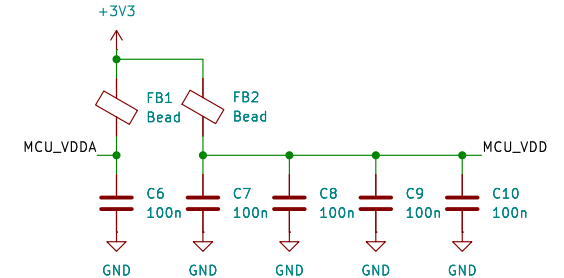 +3V3
FB1
Bead
FB2
Bead
MCU_VDDA
MCU_VDD
C6
100n
C7
100n
C8
100n
C9
100n
C10
100n
GND
GND
GND
GND
GND